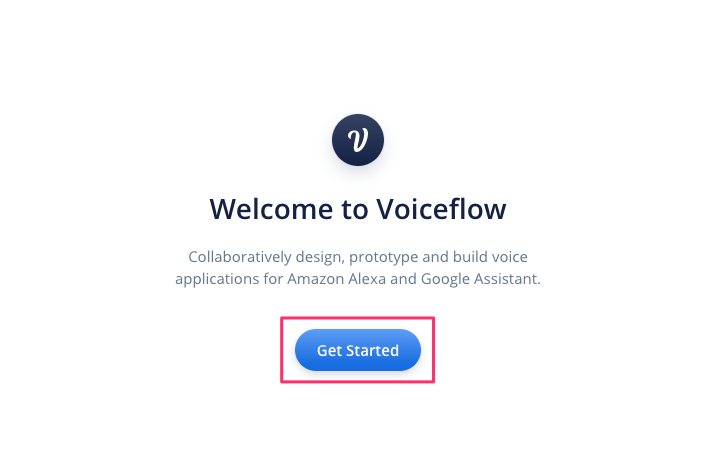 V
Welcome to Voiceflow
Collaboratively design, prototype and build voice
applications for Amazon Alexa and Google Assistant.
Get Started